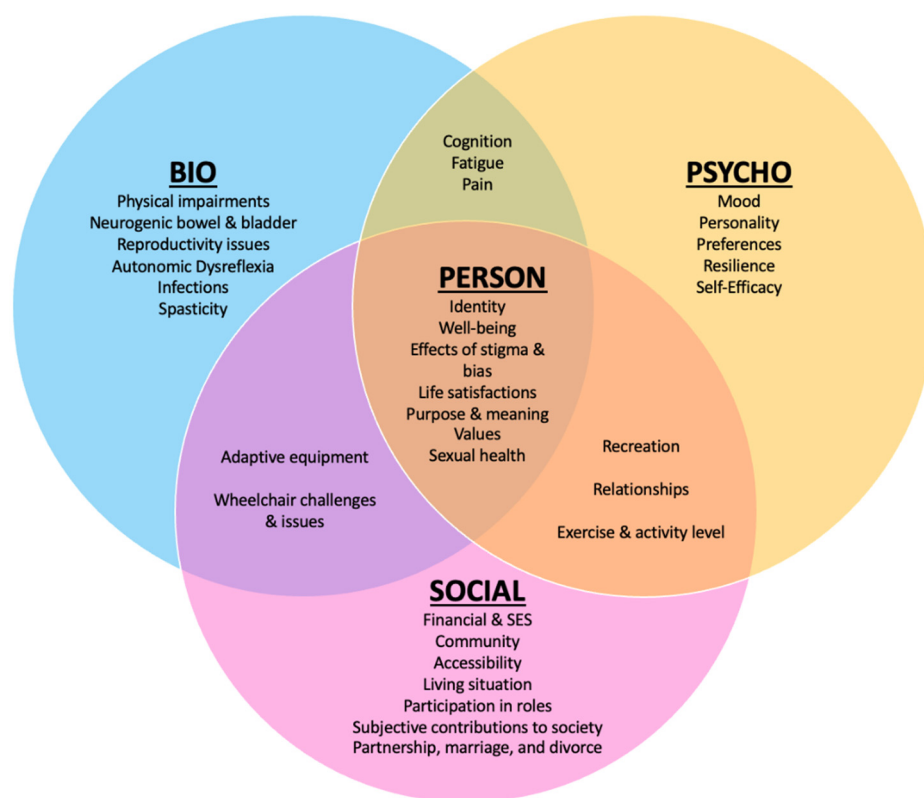 BIO
Physical impairments
Neurogenic bowel & bladder
Reproductivity issues
Autonomic Dysreflexia
Infections
Spasticity
Cognition
Fatigue
Pain
PSYCHO
Mood
Personality
Preferences
Resilience
Self-Efficacy
PERSON
Identity
Well-being
Effects of stigma &
bias
Life satisfactions
Purpose & meaning
Values
Sexual health
Adaptive equipment
Wheelchair challenges
& issues
Recreation
Relationships
Exercise & activity level
SOCIAL
Financial & SES
Community
Accessibility
Living situation
Participation in roles
Subjective contributions to society
Partnership, marriage, and divorce